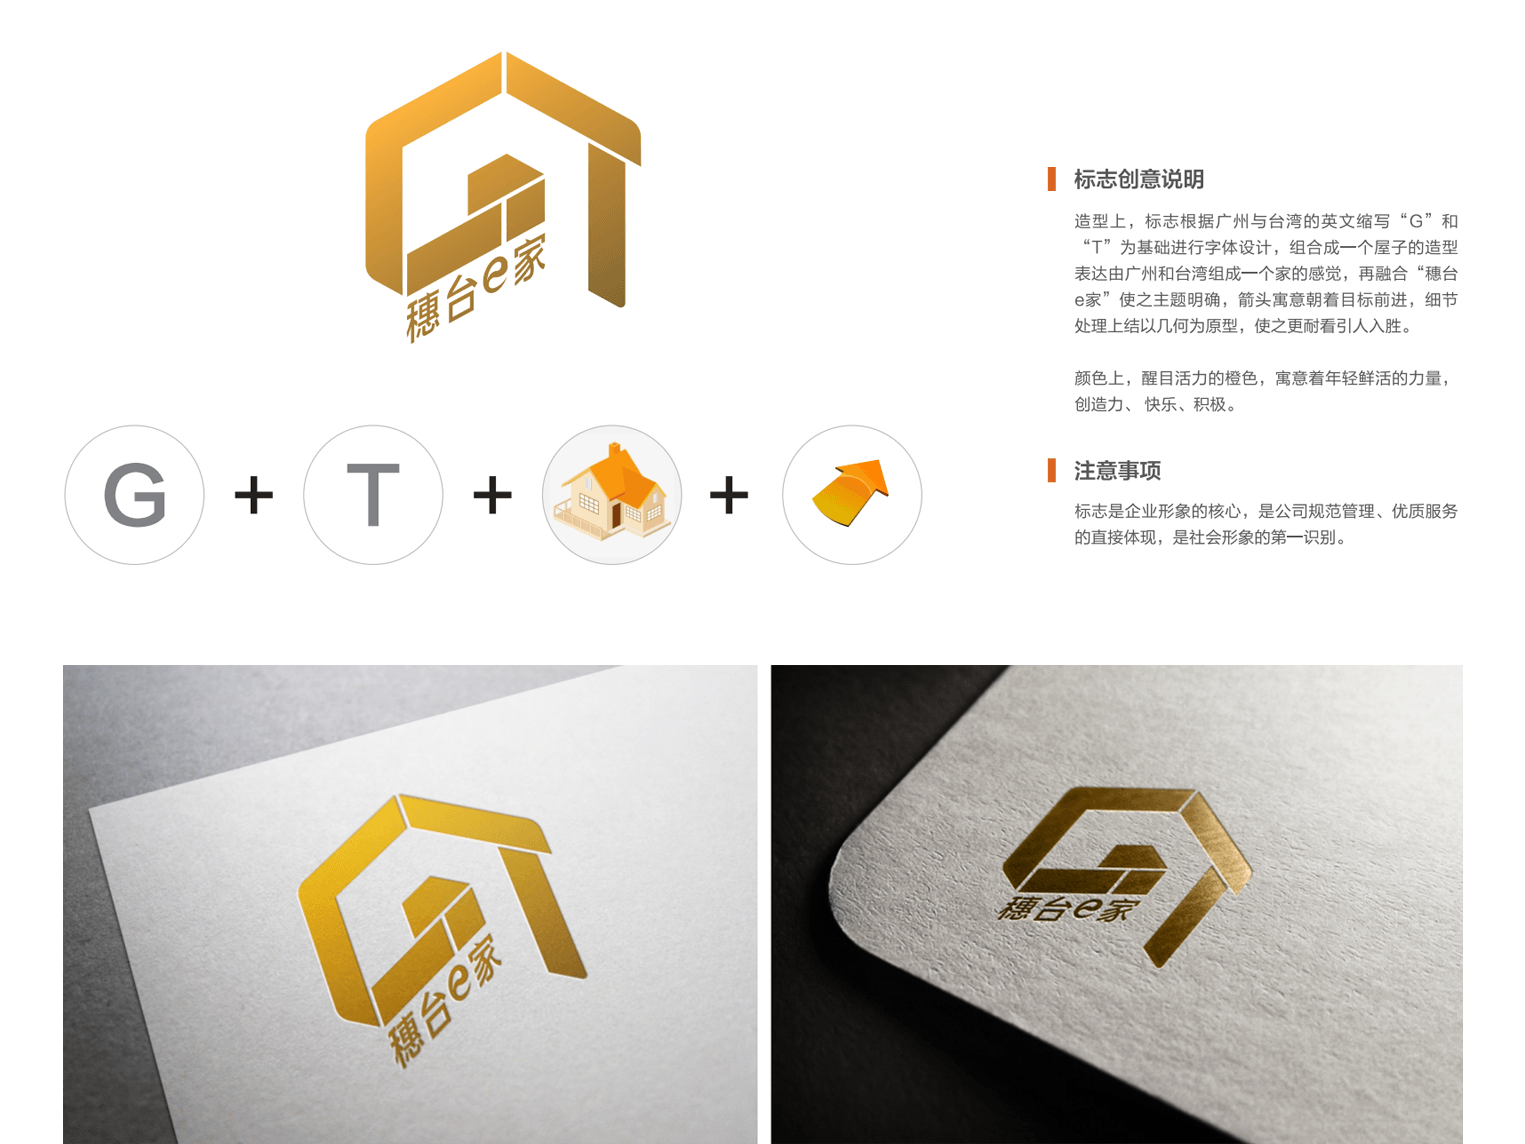 穗台e家
G + T + +
标志创意说明
造型上，标志根据广州与台湾的英文缩写“G”和
“T”为基础进行字体设计，组合成一个屋子的造型
表达由广州和台湾组成一个家的感觉，再融合“穗台
e家”使之主题明确，箭头寓意朝着目标前进，细节
处理上结以几何为原型，使之更耐看引人入胜。
颜色上，醒目活力的橙色，寓意着年轻鲜活的力量，
创造力、快乐、积极。
注意事项
标志是企业形象的核心，是公司规范管理、优质服务
的直接体现，是社会形象的第一识别。
穗台e家
穗台e家